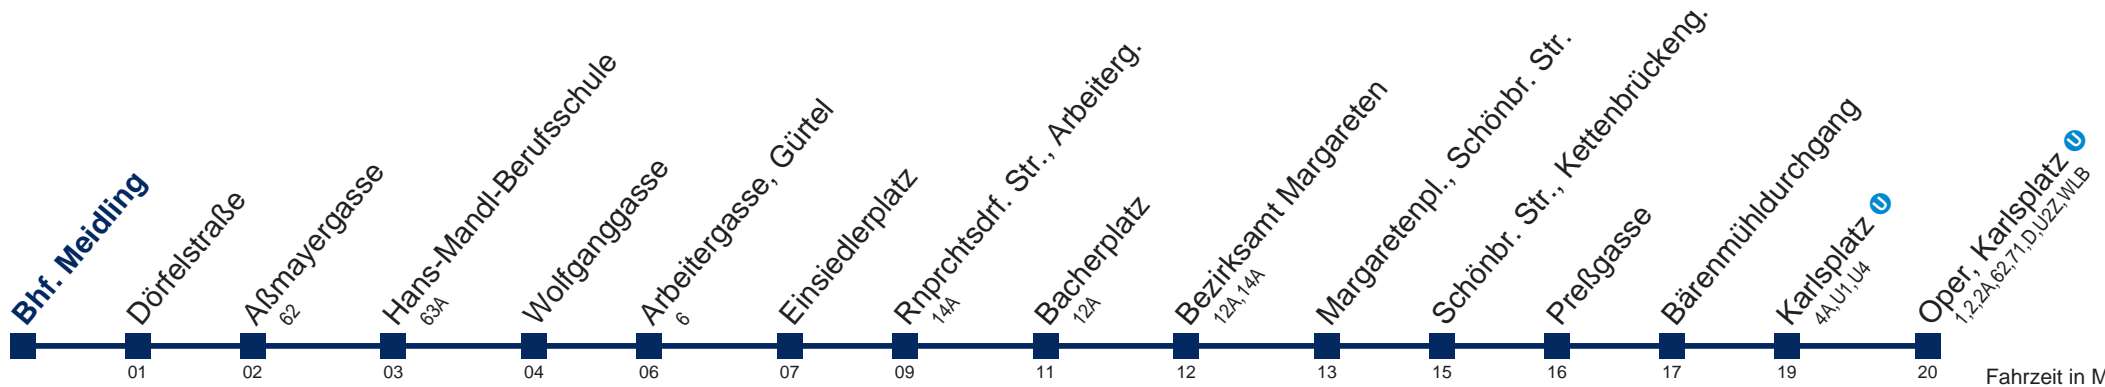 Bhf. Meidling
Dörfelstraße
Aßmayergasse
62
Hans-Mandl-Berufsschule
63A
Wolfganggasse
Arbeitergasse, Gürtel
6
Einsiedlerplatz
Rnprchtsdrf. Str., Arbeiterg.
14A
Bacherplatz
12A
Bezirksamt Margareten
12A,14A
Margaretenpl., Schönbr. Str.
Schönbr. Str., Kettenbrückeng.
Preßgasse
Bärenmühldurchgang
Karlsplatz U
4A,U1,U4
Oper, Karlsplatz U
1,2,2A,62,71,D,U2Z,WLB
01 02 03 04 06 07 09 11 12 13 15 16 17 19 20
Fahrzeit in M